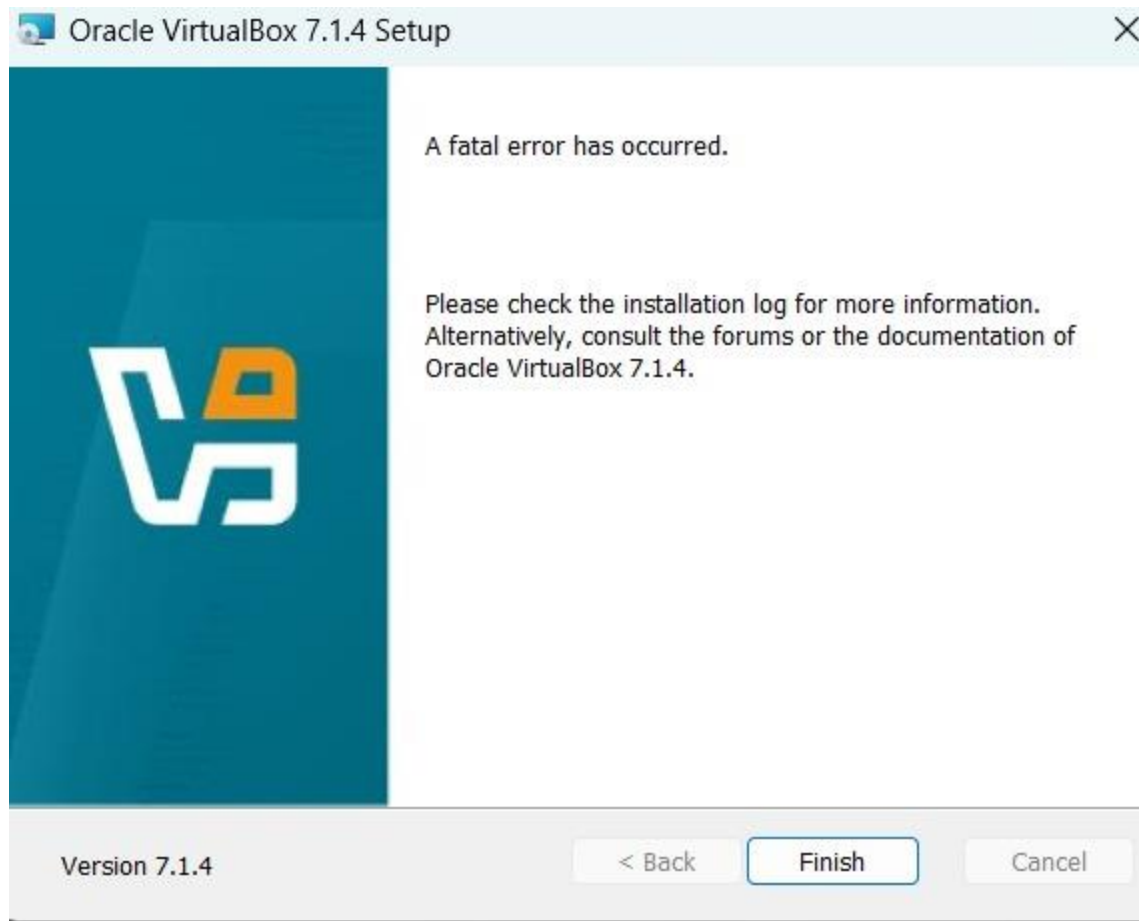 Oracle VirtualBox 7.1.4 Setup
A fatal error has occurred.
Please check the installation log for more information.
Alternatively, consult the forums or the documentation of
Oracle VirtualBox 7.1.4.
Version 7.1.4
< Back
Finish
Cancel